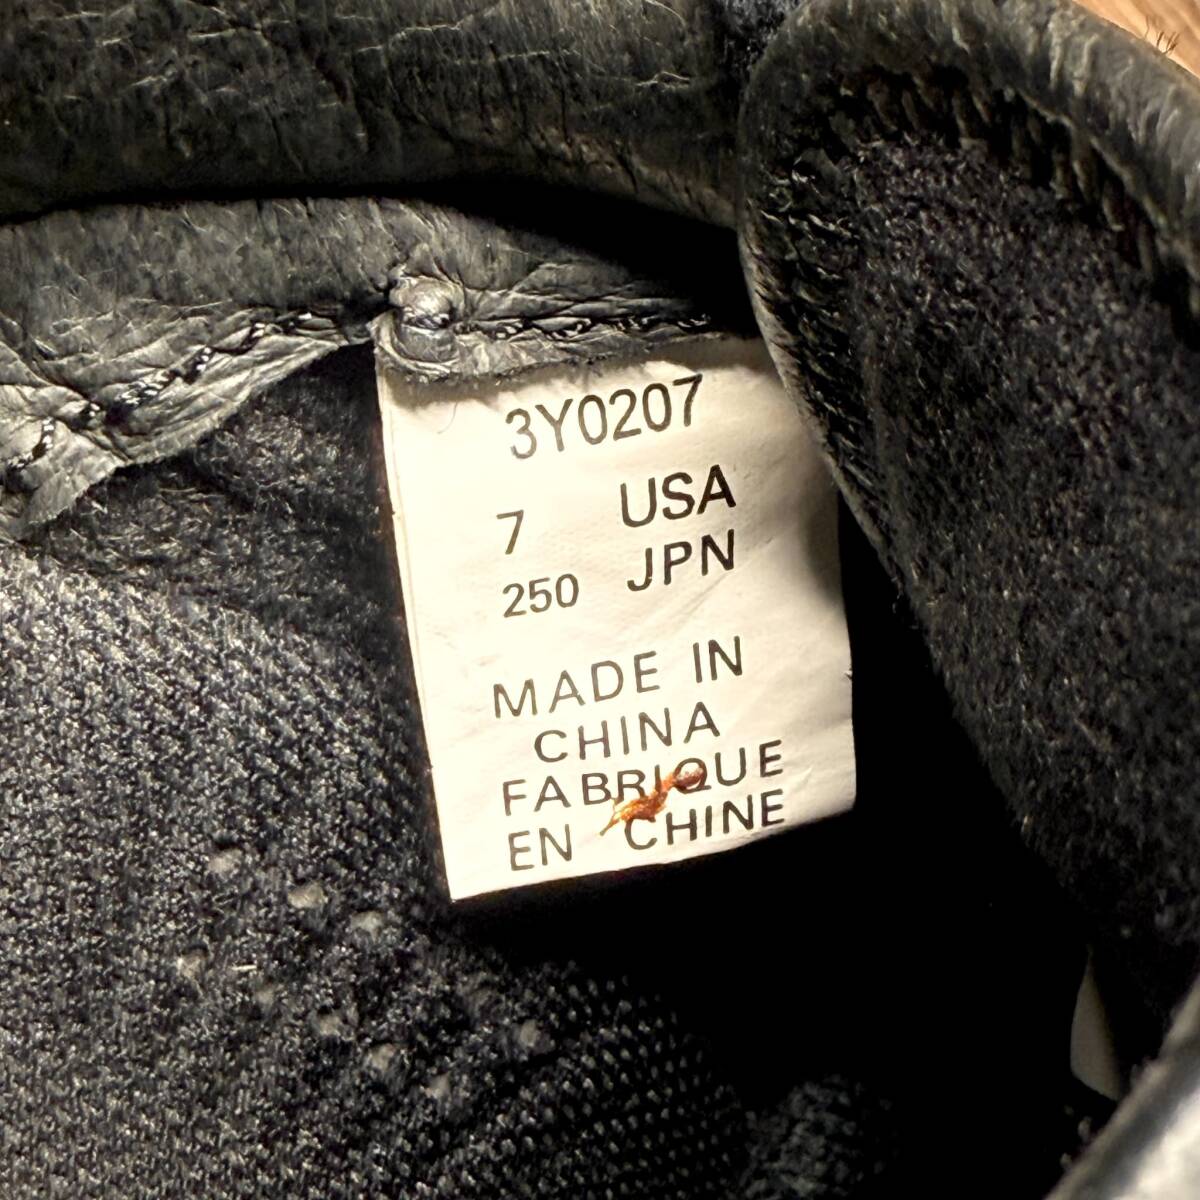 3Y0207
7 USA
250 JPN
MADE IN
CHINA
FABRIQUE
EN CHINE